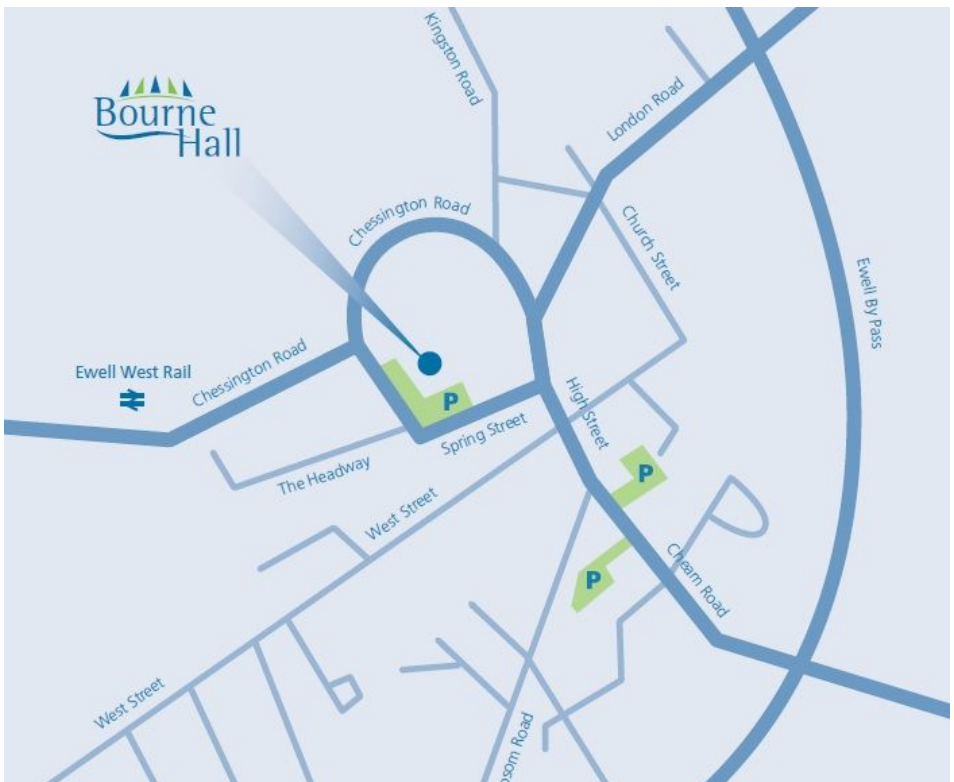 Bourne
Hall
Kingston Road
London Road
Chessington Road
Church Street
Ewell By Pass
Ewell West Rail
Chessington Road
P
High Street
Spring Street
The Headway
P
West Street
P
Cheam Road
West Street
Road